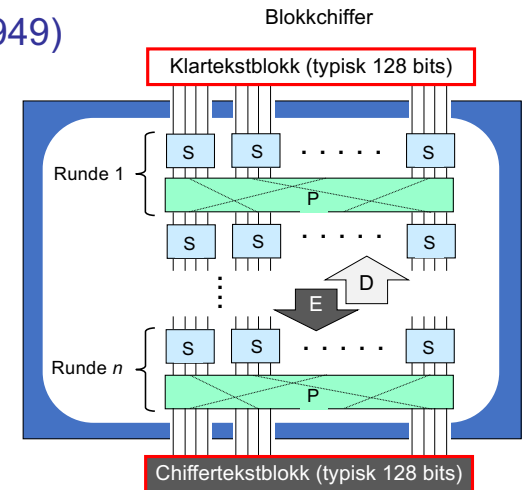 Blokkchiffer
949)
Klartekstblokk (typisk 128 bits)
S S . . . . . S
Runde 1
P
S S . . . . . S
D
E
S S . . . . . S
Runde n
P
Chiffertekstblokk (typisk 128 bits)